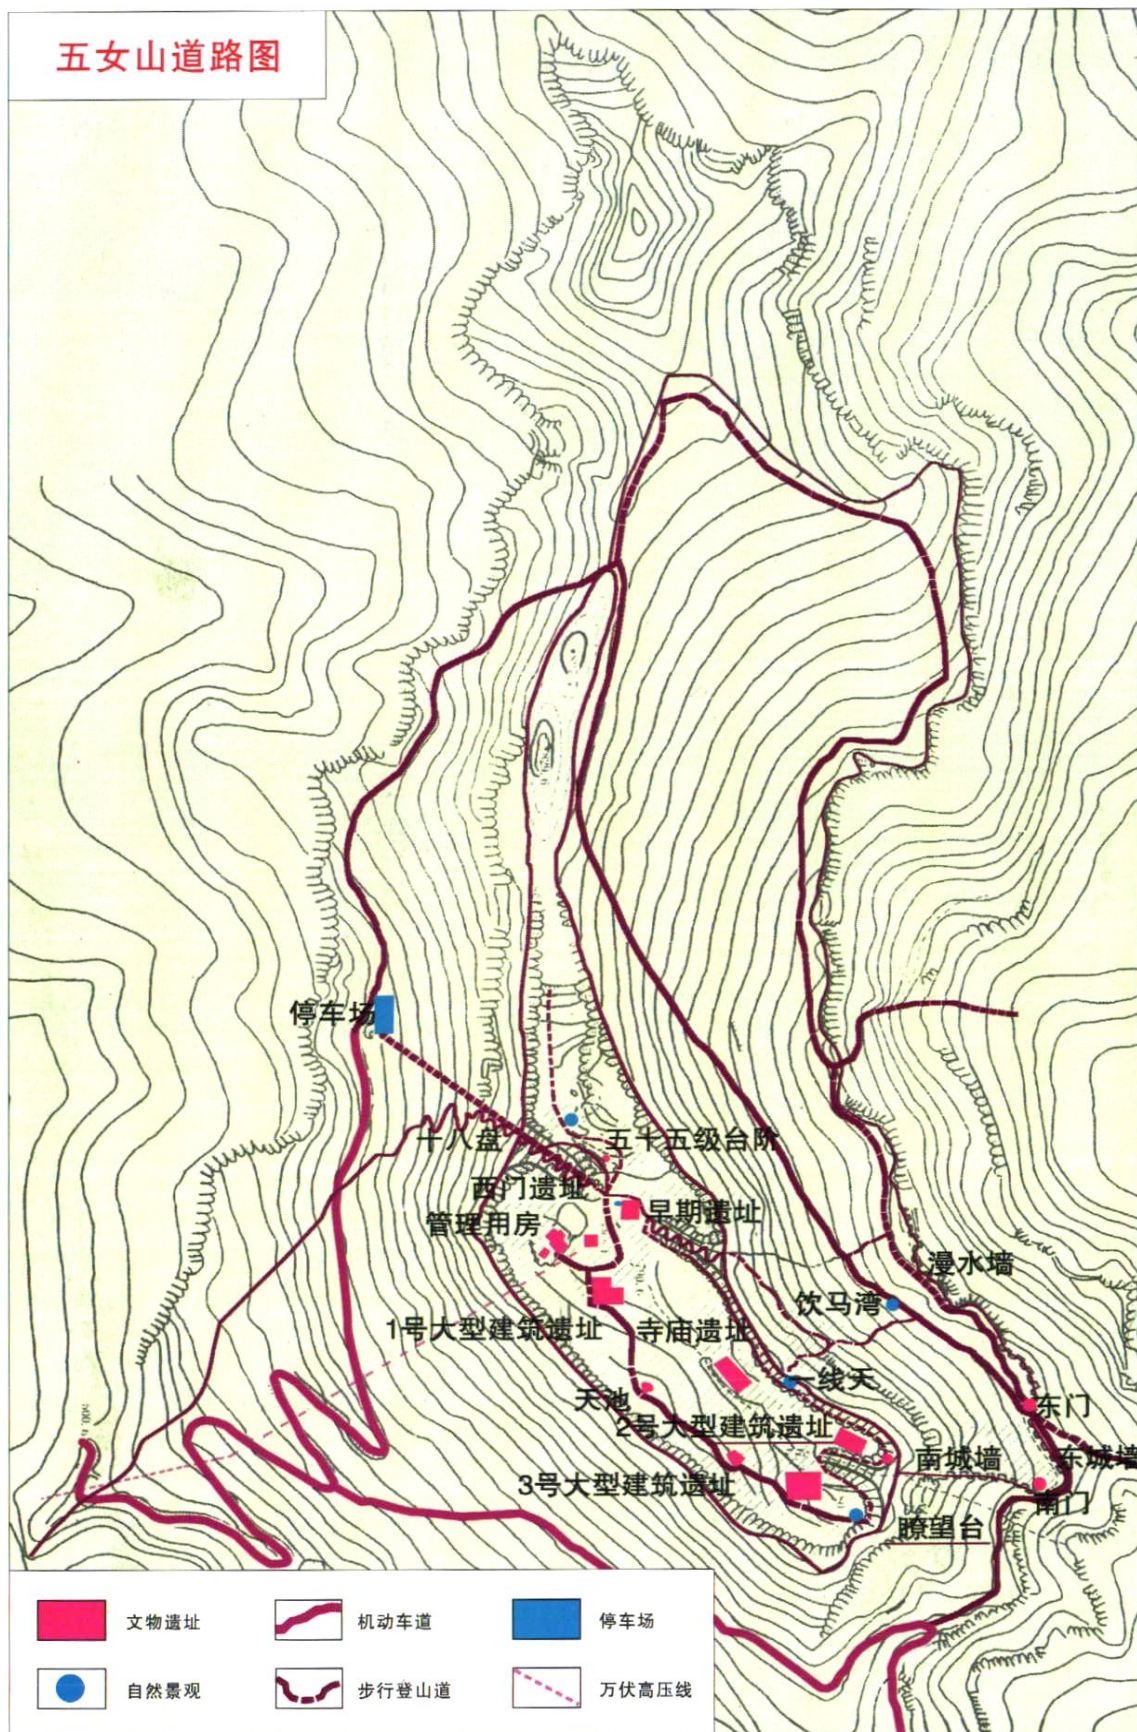 五女山道路图
停车场
十八盘
五十五级台阶
西门遗址
早期遗址
管理用房
漫水墙
饮马湾
1号大型建筑遗址
寺庙遗址
一线天
天池
东门
2号大型建筑遗址
南城墙
东城墙
3号大型建筑遗址
南门
瞭望台
文物遗址
机动车道
停车场
自然景观
步行登山道
万伏高压线